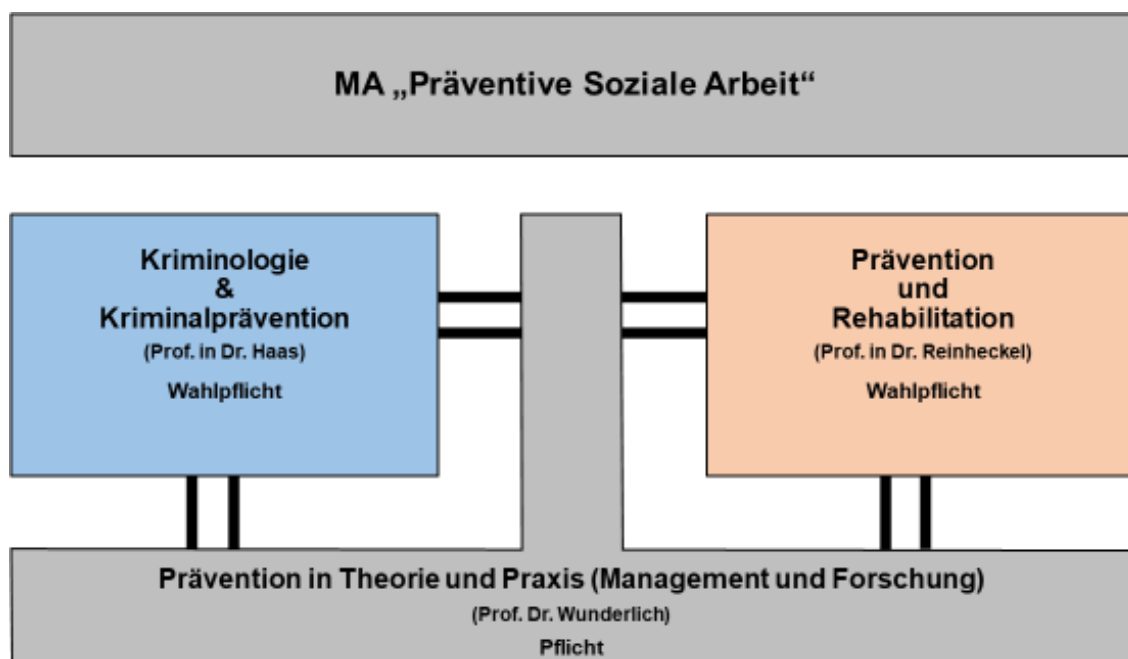 MA „Präventive Soziale Arbeit“
Kriminologie
&
Kriminalprävention
(Prof. in Dr. Haas)
Wahlpflicht
Prävention
und
Rehabilitation
(Prof. in Dr. Reinheckel)
Wahlpflicht
Prävention in Theorie und Praxis (Management und Forschung)
(Prof. Dr. Wunderlich)
Pflicht